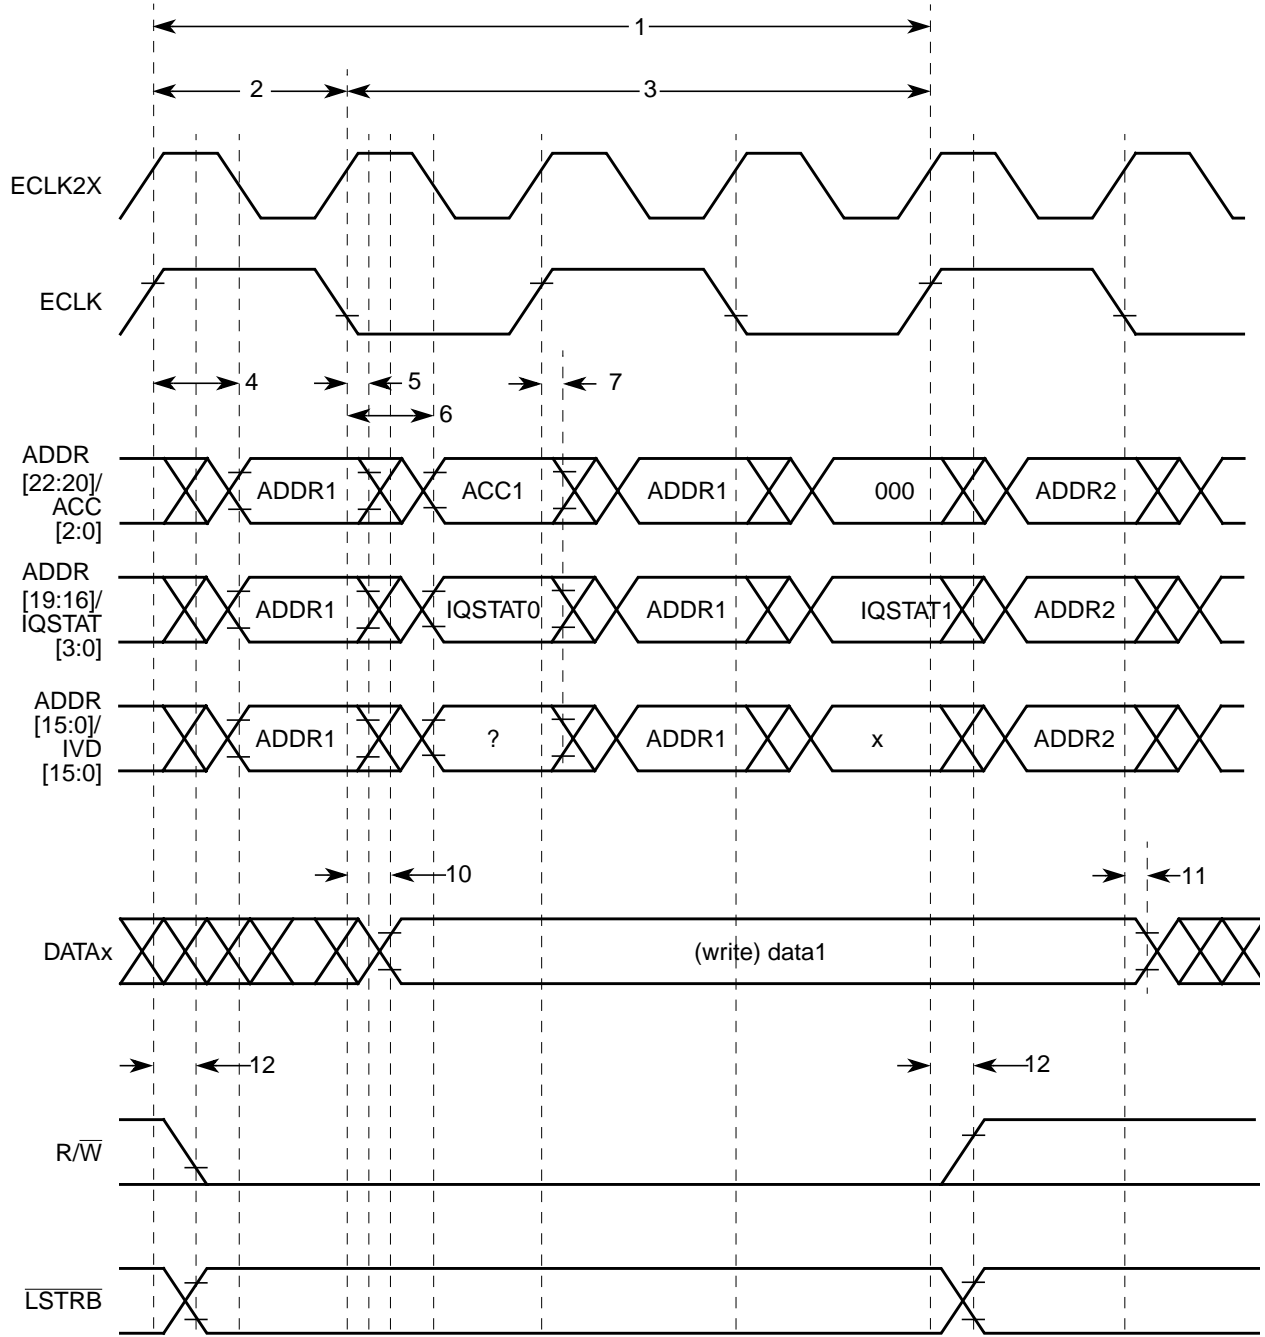 1
2
3
ECLK2X
ECLK
4
5
7
6
ADDR
[22:20]/
ACC
[2:0]
ADDR1
ACC1
ADDR1
000
ADDR2
ADDR
[19:16]/
IQSTAT
[3:0]
ADDR1
IQSTAT0
ADDR1
IQSTAT1
ADDR2
ADDR
[15:0]/
IVD
[15:0]
ADDR1
?
ADDR1
x
ADDR2
10
11
DATAx
(write) data1
12
12
R/W
LSTRB